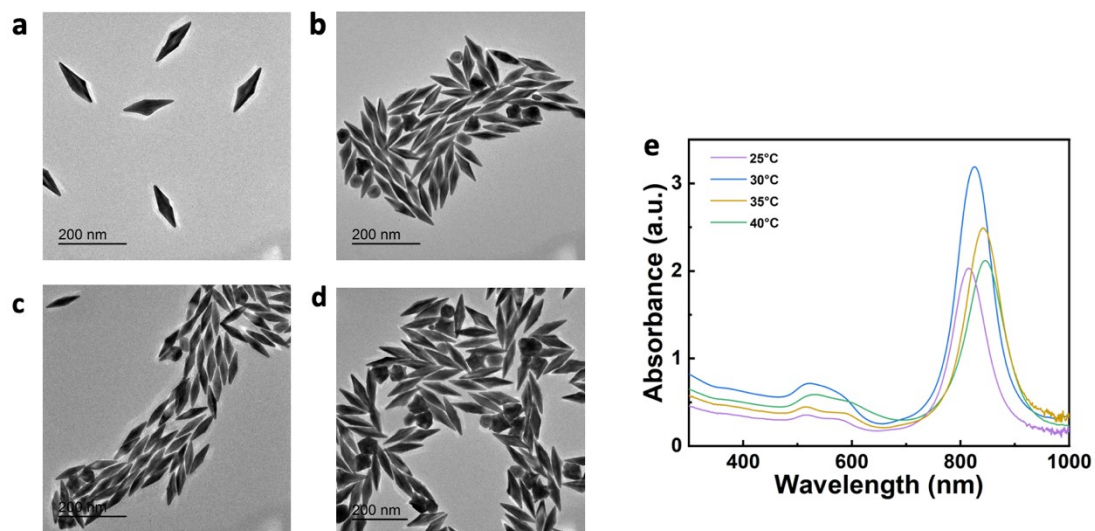 a
200 nm
b
200 nm
c
200 nm
d
200 nm
e
25°C
30°C
35°C
40°C
Absorbance (a.u.)
3
2
1
0
400
600
800
1000
Wavelength (nm)